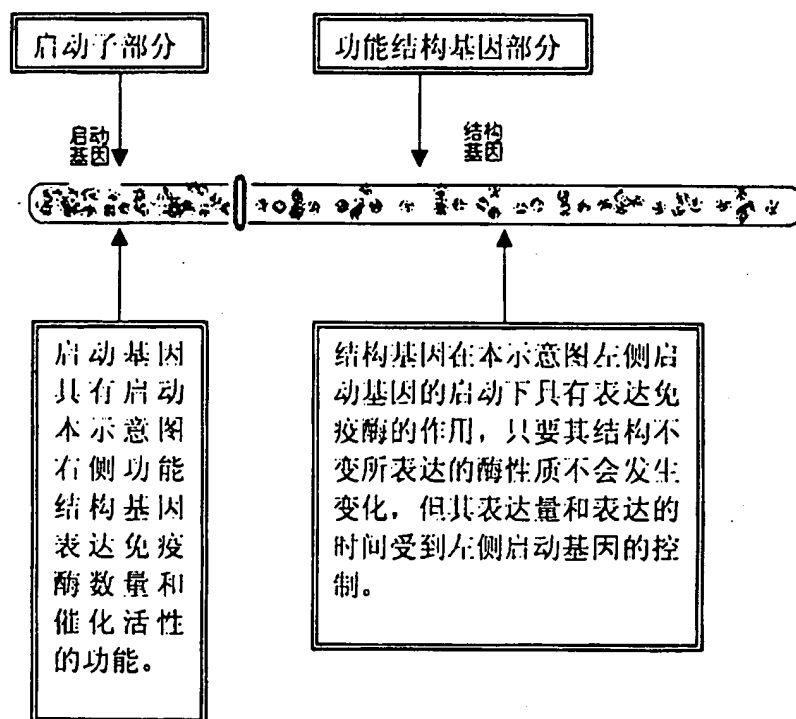 启动子部分
功能结构基因部分
启动
基因
结构
基因
启动基因
具有启动
本示意图
右侧功能
结构基因
表达免疫
酶数量和
催化活性
的功能。
结构基因在本示意图左侧启
动基因的启动下具有表达免
疫酶的作用，只要其结构不
变所表达的酶性质不会发生
变化，但其表达量和表达的
时间受到左侧启动基因的控
制。